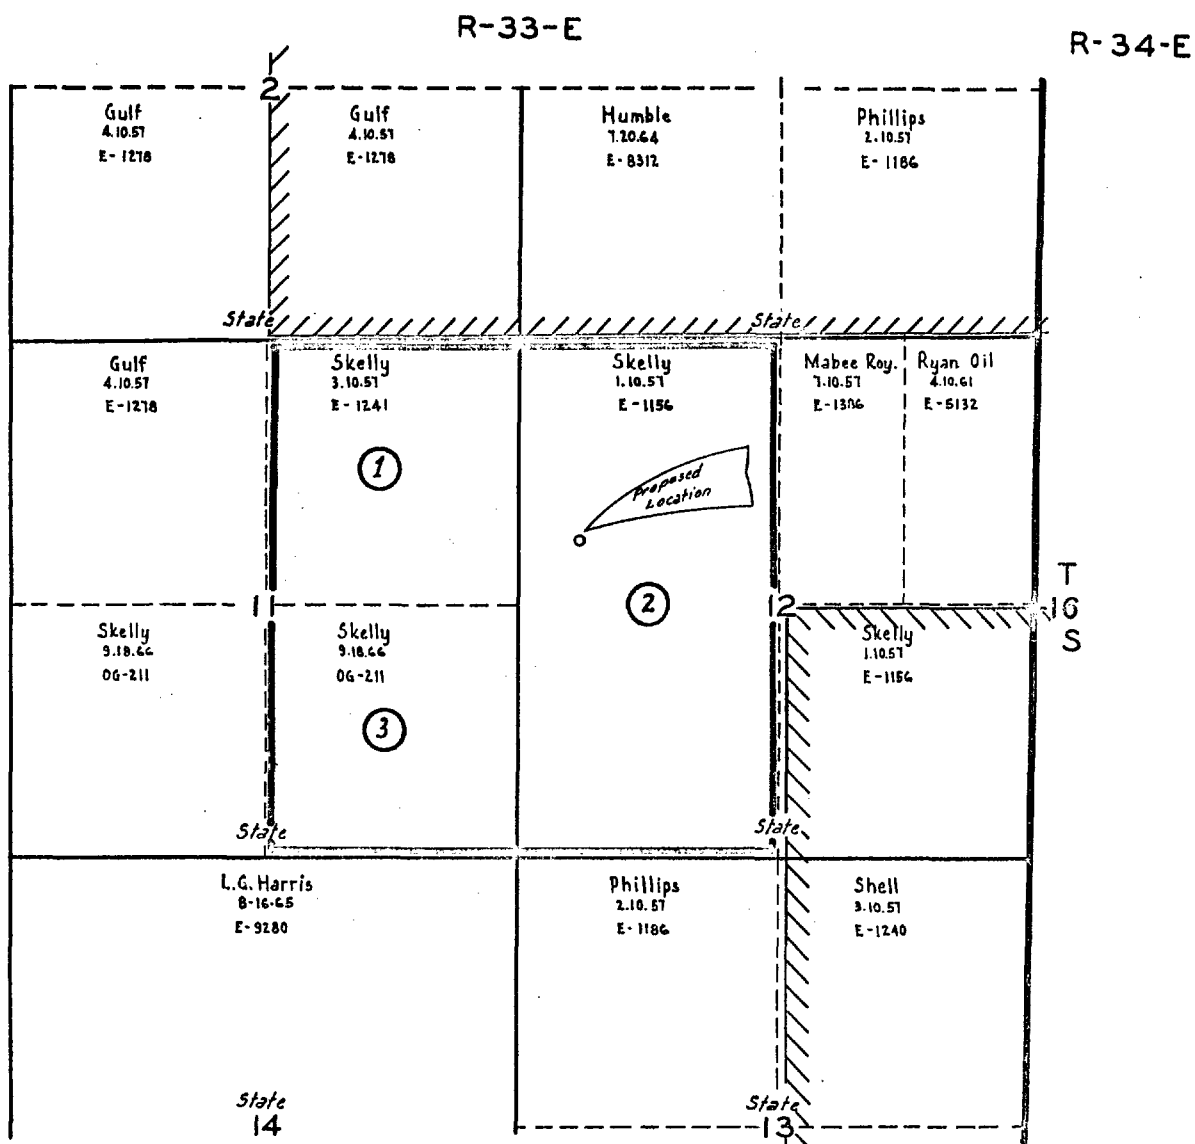 R-33-E
R-34-E
2
Gulf
4.10.57
E-1278
Gulf
4.10.57
E-1278
Humble
7.20.64
E-8312
Phillips
2.10.57
E-1186
State
State
Gulf
4.10.57
E-1278
Skelly
3.10.57
E-1241
Skelly
1.10.57
E-1156
Mabee Roy.
7.10.57
Ryan Oil
4.10.61
E-5132
1
Proposed
Location
2
11
12
T
16
S
Skelly
9.18.66
OG-211
Skelly
9.18.66
OG-211
Skelly
1.10.57
E-1156
3
State
State
L.G. Harris
8-16-65
E-9280
Phillips
2.10.57
E-1186
Shell
3.10.57
E-1240
State
14
State
13